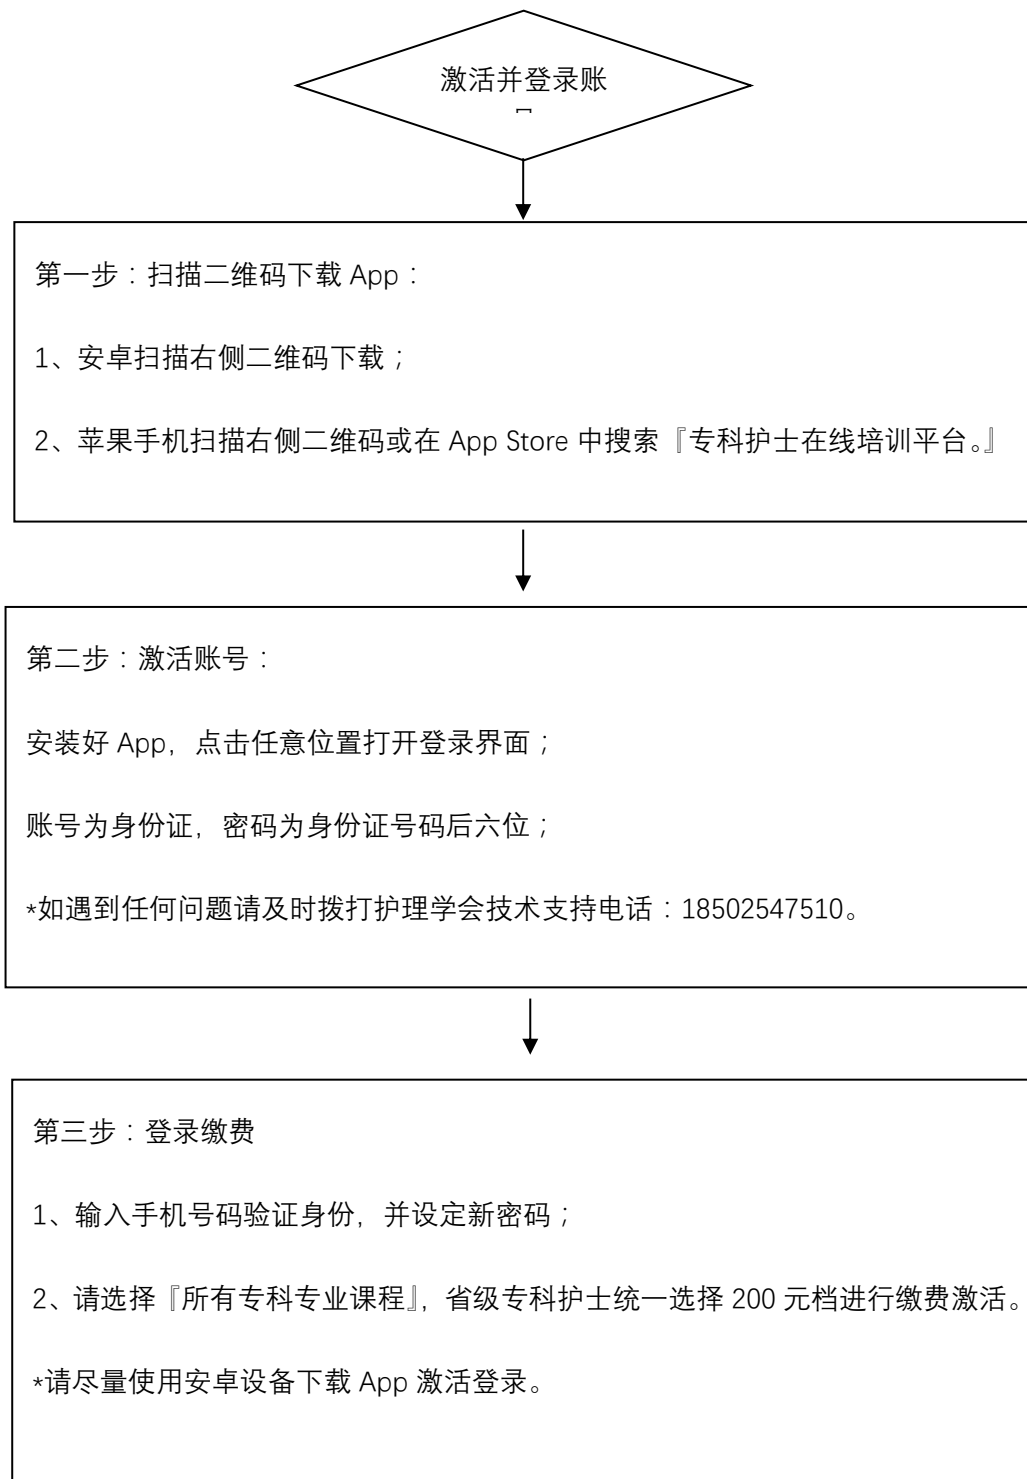 激活并登录账
第一步：扫描二维码下载 App：
1、安卓扫描右侧二维码下载；
2、苹果手机扫描右侧二维码或在 App Store 中搜索『专科护士在线培训平台。』
第二步：激活账号：
安装好 App，点击任意位置打开登录界面；
账号为身份证，密码为身份证号码后六位；
*如遇到任何问题请及时拨打护理学会技术支持电话：18502547510。
第三步：登录缴费
1、输入手机号码验证身份，并设定新密码；
2、请选择『所有专科专业课程』，省级专科护士统一选择 200 元档进行缴费激活。
*请尽量使用安卓设备下载 App 激活登录。